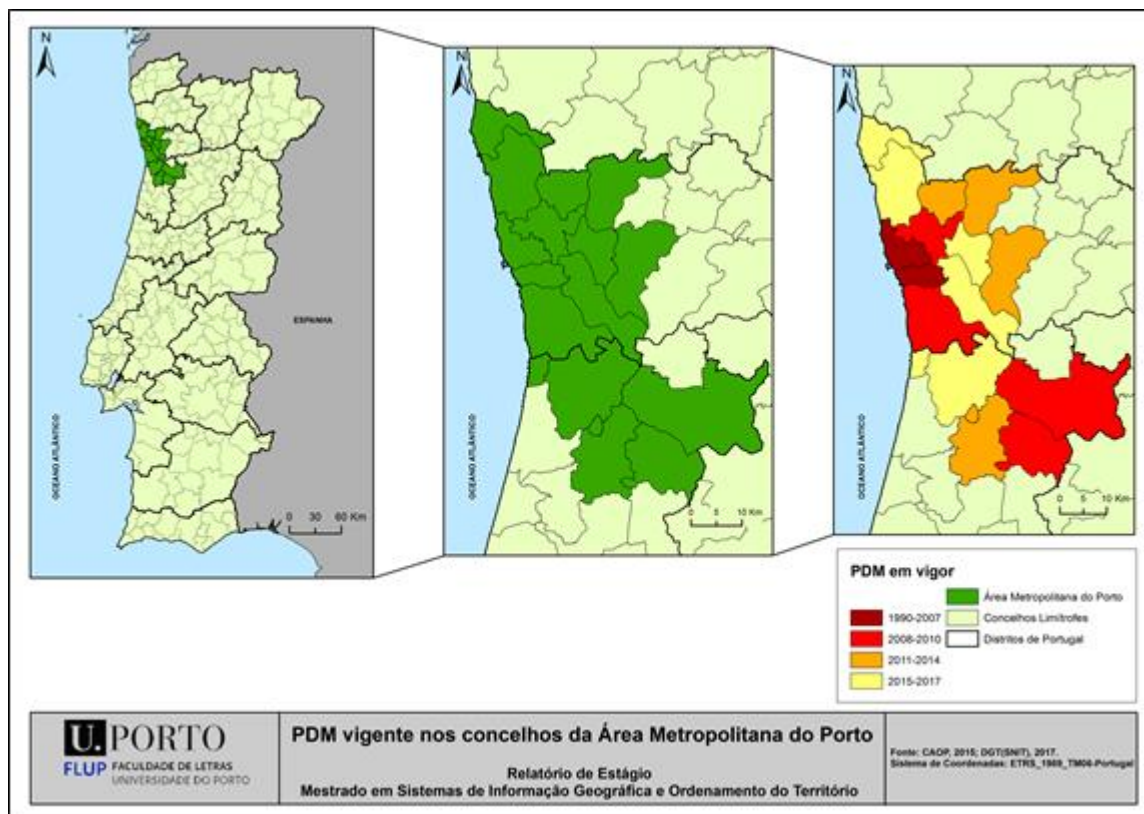 N
ESPANHA
OCEANO ATLÂNTICO
0 30 60 Km
N
OCEANO ATLÂNTICO
0 5 10 Km
N
OCEANO ATLÂNTICO
0 5 10 Km
PDM em vigor
1990-2007
2008-2010
2011-2014
2015-2017
Área Metropolitana do Porto
Concelhos Limítrofes
Distritos de Portugal
U. PORTO
FLUP FACULDADE DE LETRAS
UNIVERSIDADE DO PORTO
PDM vigente nos concelhos da Área Metropolitana do Porto
Relatório de Estágio
Mestrado em Sistemas de Informação Geográfica e Ordenamento do Território
Fonte: CAOP, 2015; DGT(SNIT), 2017.
Sistema de Coordenadas: ETRS_1989_TM06-Portugal